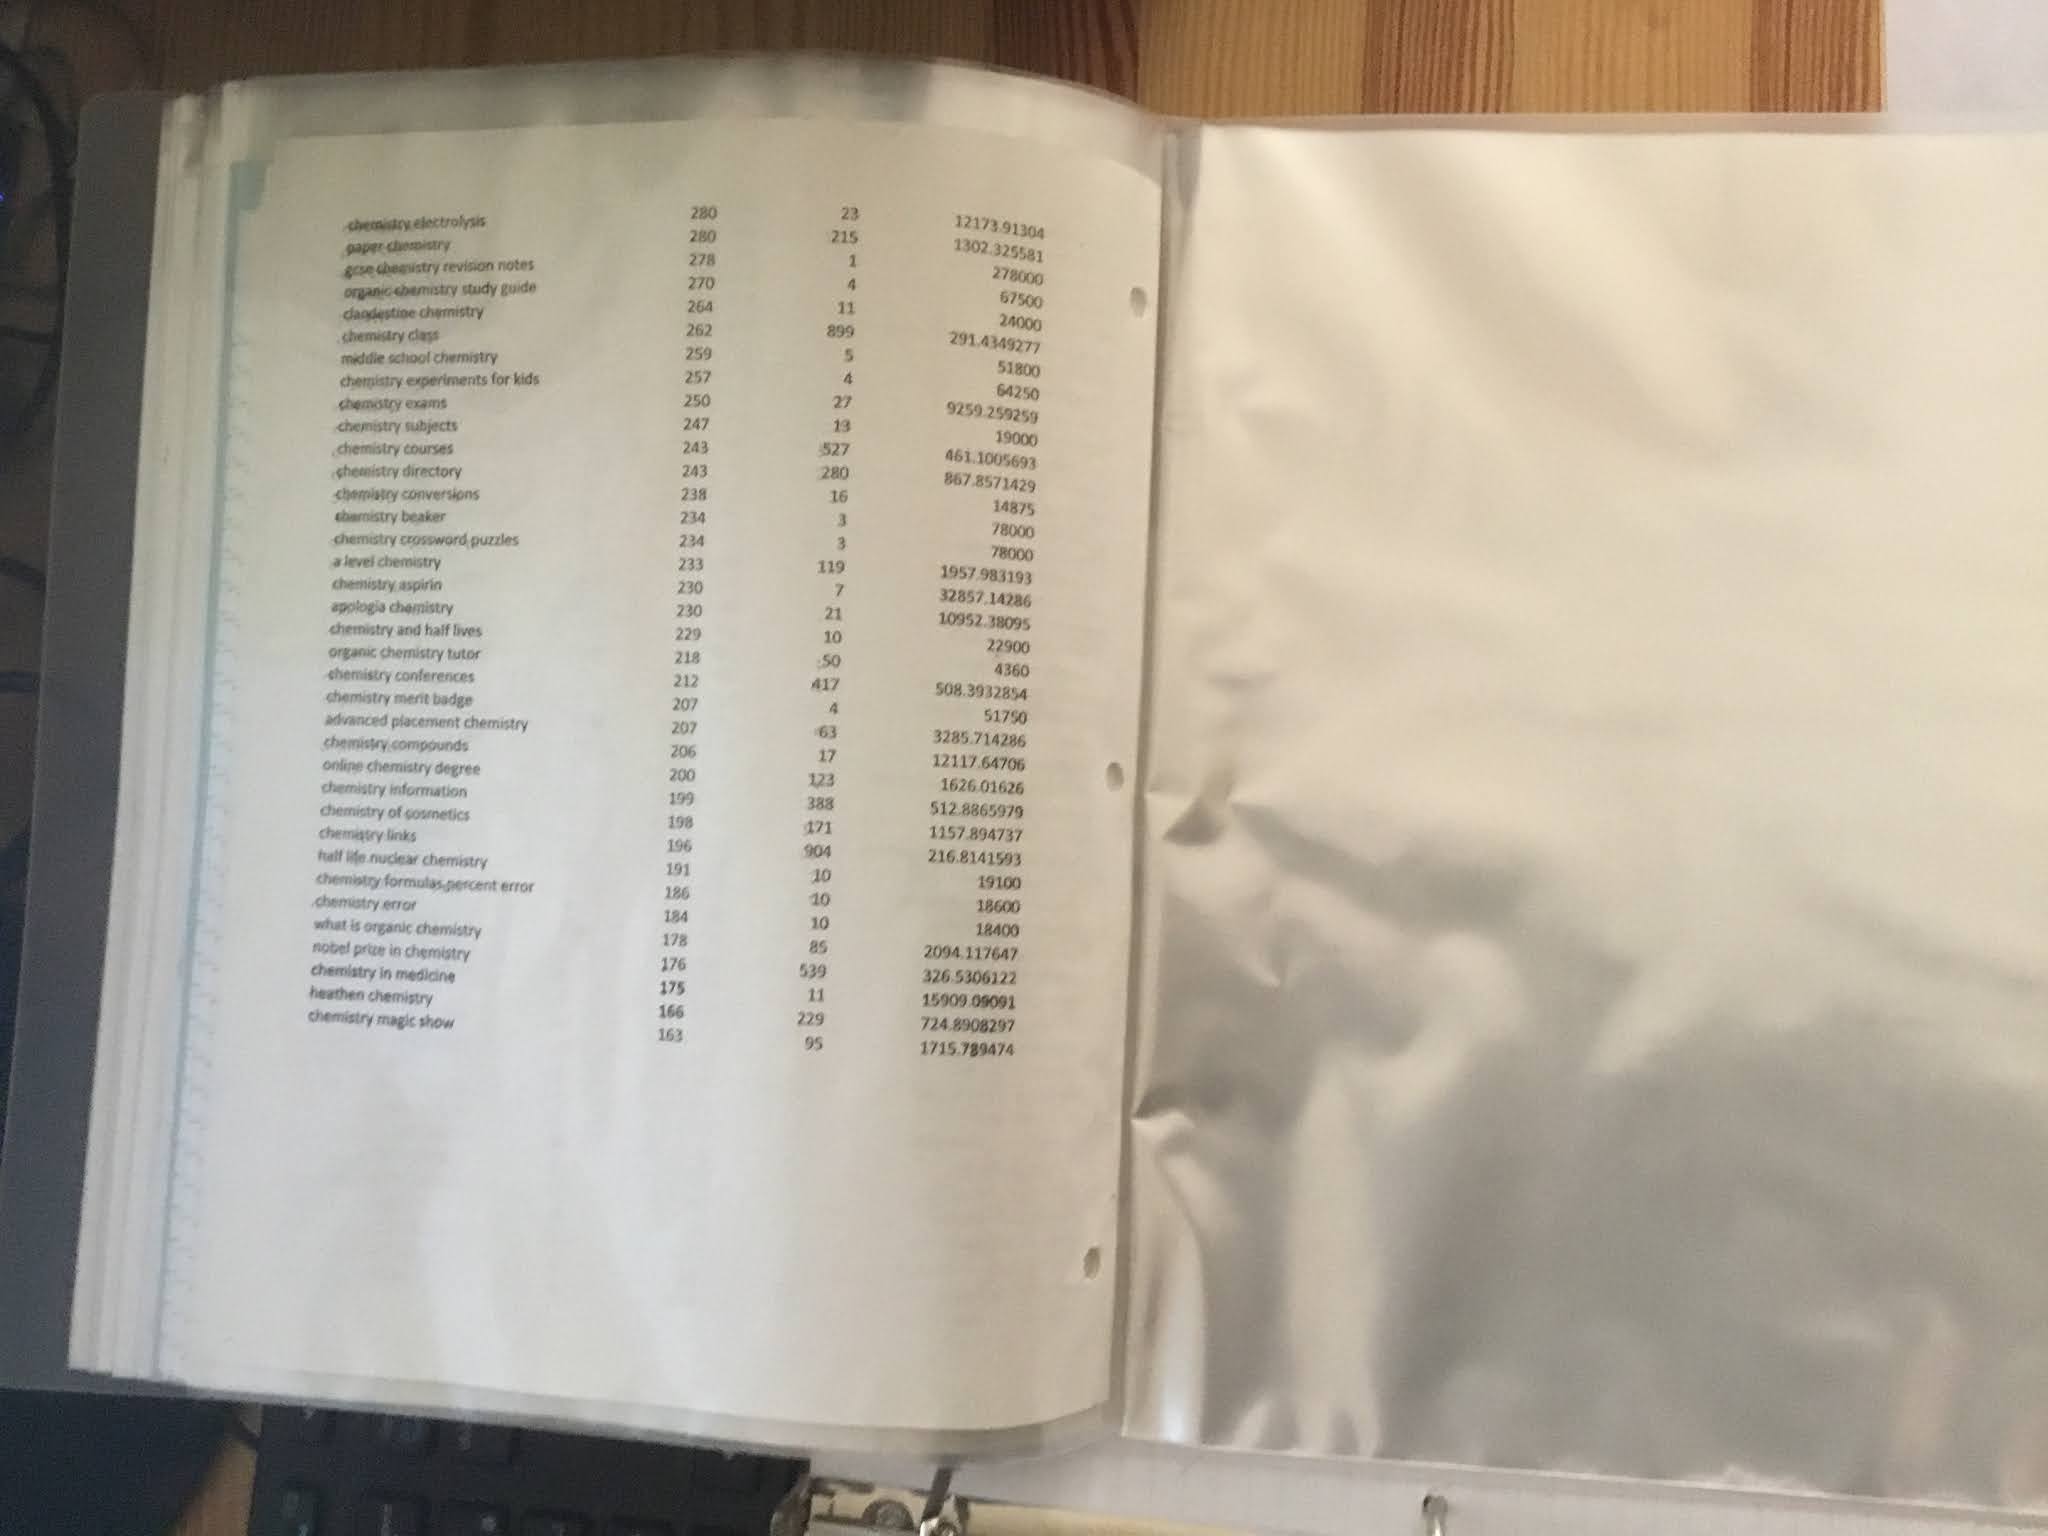 chemistry electrolysis 280 23 12173.91304
paper chemistry 280 215 1302.325581
gcse chemistry revision notes 278 1 278000
organic chemistry study guide 270 4 67500
clandestine chemistry 264 11 24000
chemistry class 262 899 291.4349277
middle school chemistry 259 5 51800
chemistry experiments for kids 257 4 64250
chemistry exams 250 27 9259.259259
chemistry subjects 247 13 19000
chemistry courses 243 527 461.1005693
chemistry directory 243 280 867.8571429
chemistry conversions 238 16 14875
chemistry beaker 234 3 78000
chemistry crossword puzzles 234 3 78000
a level chemistry 233 119 1957.983193
chemistry aspirin 230 7 32857.14286
apologia chemistry 230 21 10952.38095
chemistry and half lives 229 10 22900
organic chemistry tutor 218 50 4360
chemistry conferences 212 417 508.3932854
chemistry merit badge 207 4 51750
advanced placement chemistry 207 63 3285.714286
chemistry compounds 206 17 12117.64706
online chemistry degree 200 123 1626.01626
chemistry information 199 388 512.8865979
chemistry of cosmetics 198 171 1157.894737
chemistry links 196 904 216.8141593
half life nuclear chemistry 191 10 19100
chemistry formulas percent error 186 10 18600
chemistry error 184 10 18400
what is organic chemistry 178 85 2094.117647
nobel prize in chemistry 176 539 326.5306122
chemistry in medicine 175 11 15909.09091
heathen chemistry 166 229 724.8908297
chemistry magic show 163 95 1715.789474